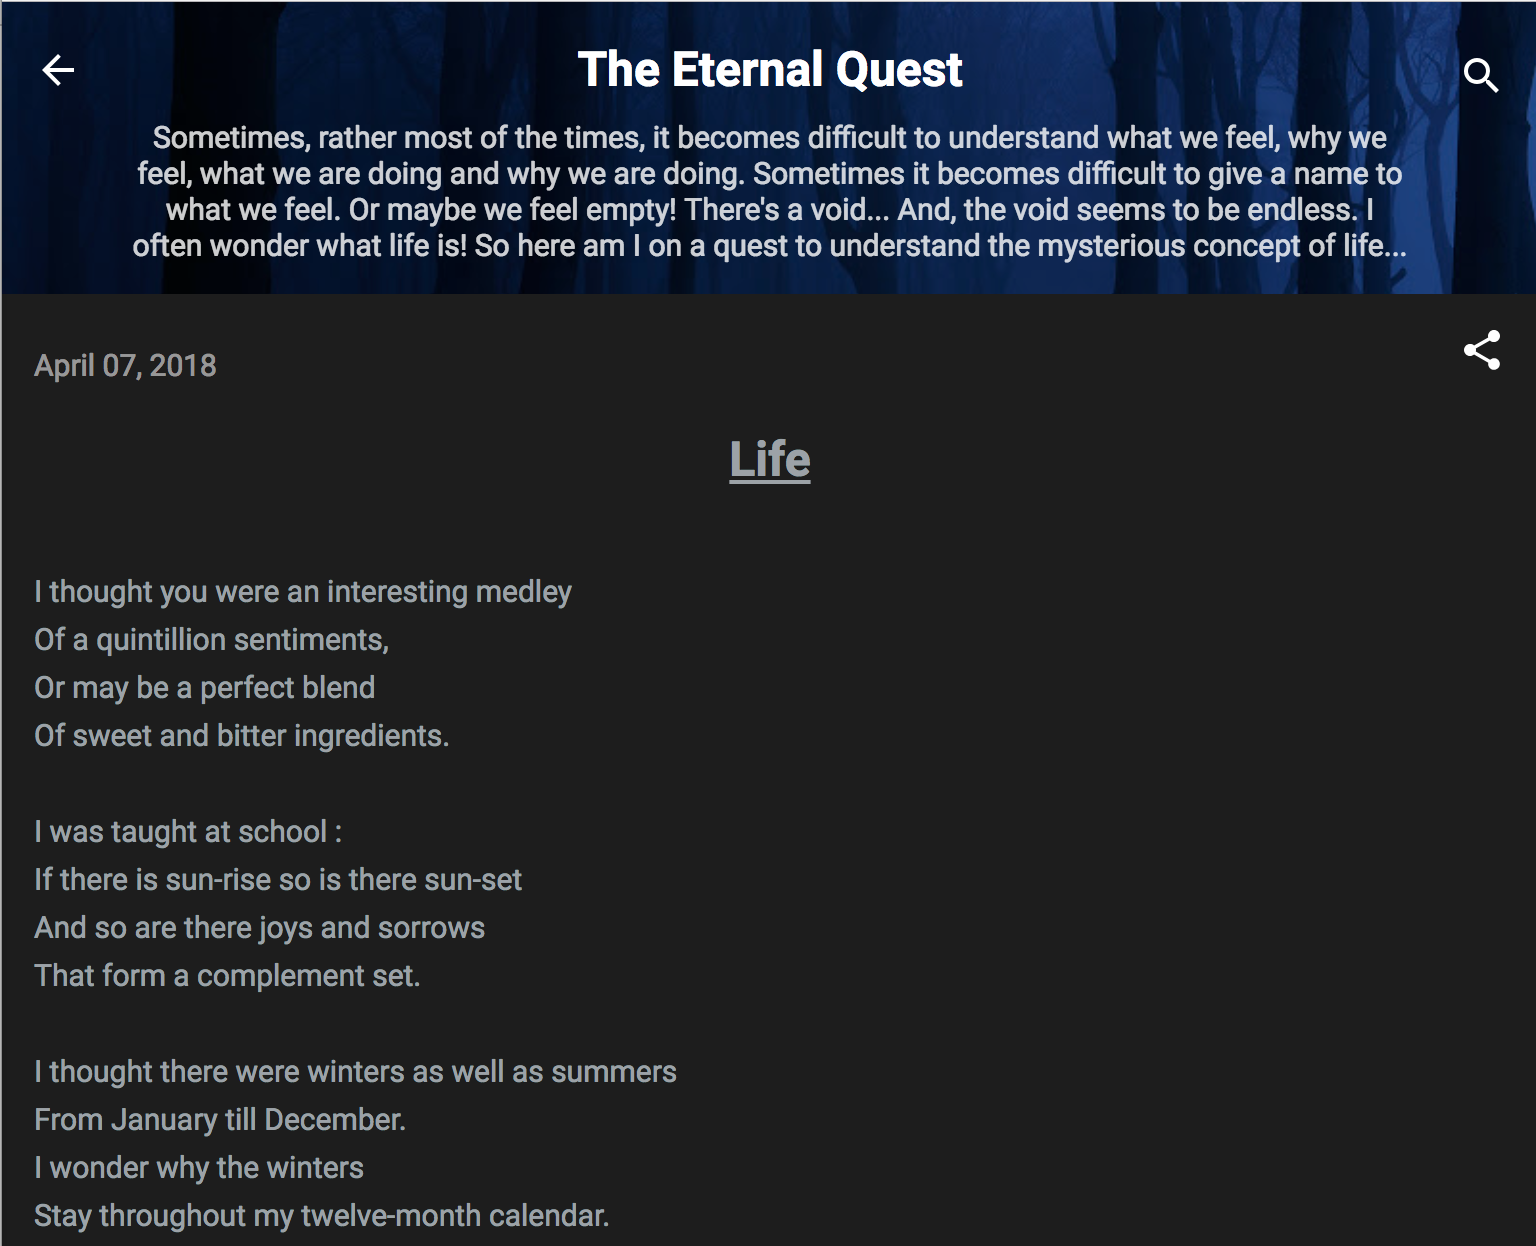 The Eternal Quest
Sometimes, rather most of the times, it becomes difficult to understand what we feel, why we
feel, what we are doing and why we are doing. Sometimes it becomes difficult to give a name to
what we feel. Or maybe we feel empty! There's a void... And, the void seems to be endless. I
often wonder what life is! So here am I on a quest to understand the mysterious concept of life...
April 07, 2018
Life
I thought you were an interesting medley
Of a quintillion sentiments,
Or may be a perfect blend
Of sweet and bitter ingredients.
I was taught at school :
If there is sun-rise so is there sun-set
And so are there joys and sorrows
That form a complement set.
I thought there were winters as well as summers
From January till December.
I wonder why the winters
Stay throughout my twelve-month calendar.